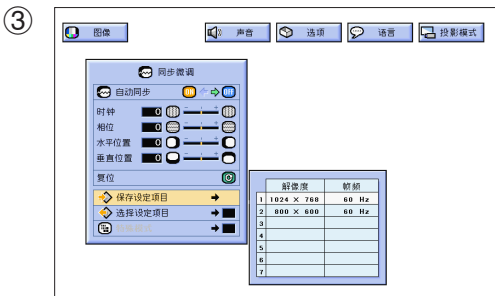 ③
图像 声音 选项 语言 投影模式
同步微调
自动同步 ON OFF
时钟 0
相位 0
水平位置 0
垂直位置 0
复位
保存设定项目
选择设定项目
解像度 帧频
1 1024 × 768 60 Hz
2 800 × 600 60 Hz
3
4
5
6
7